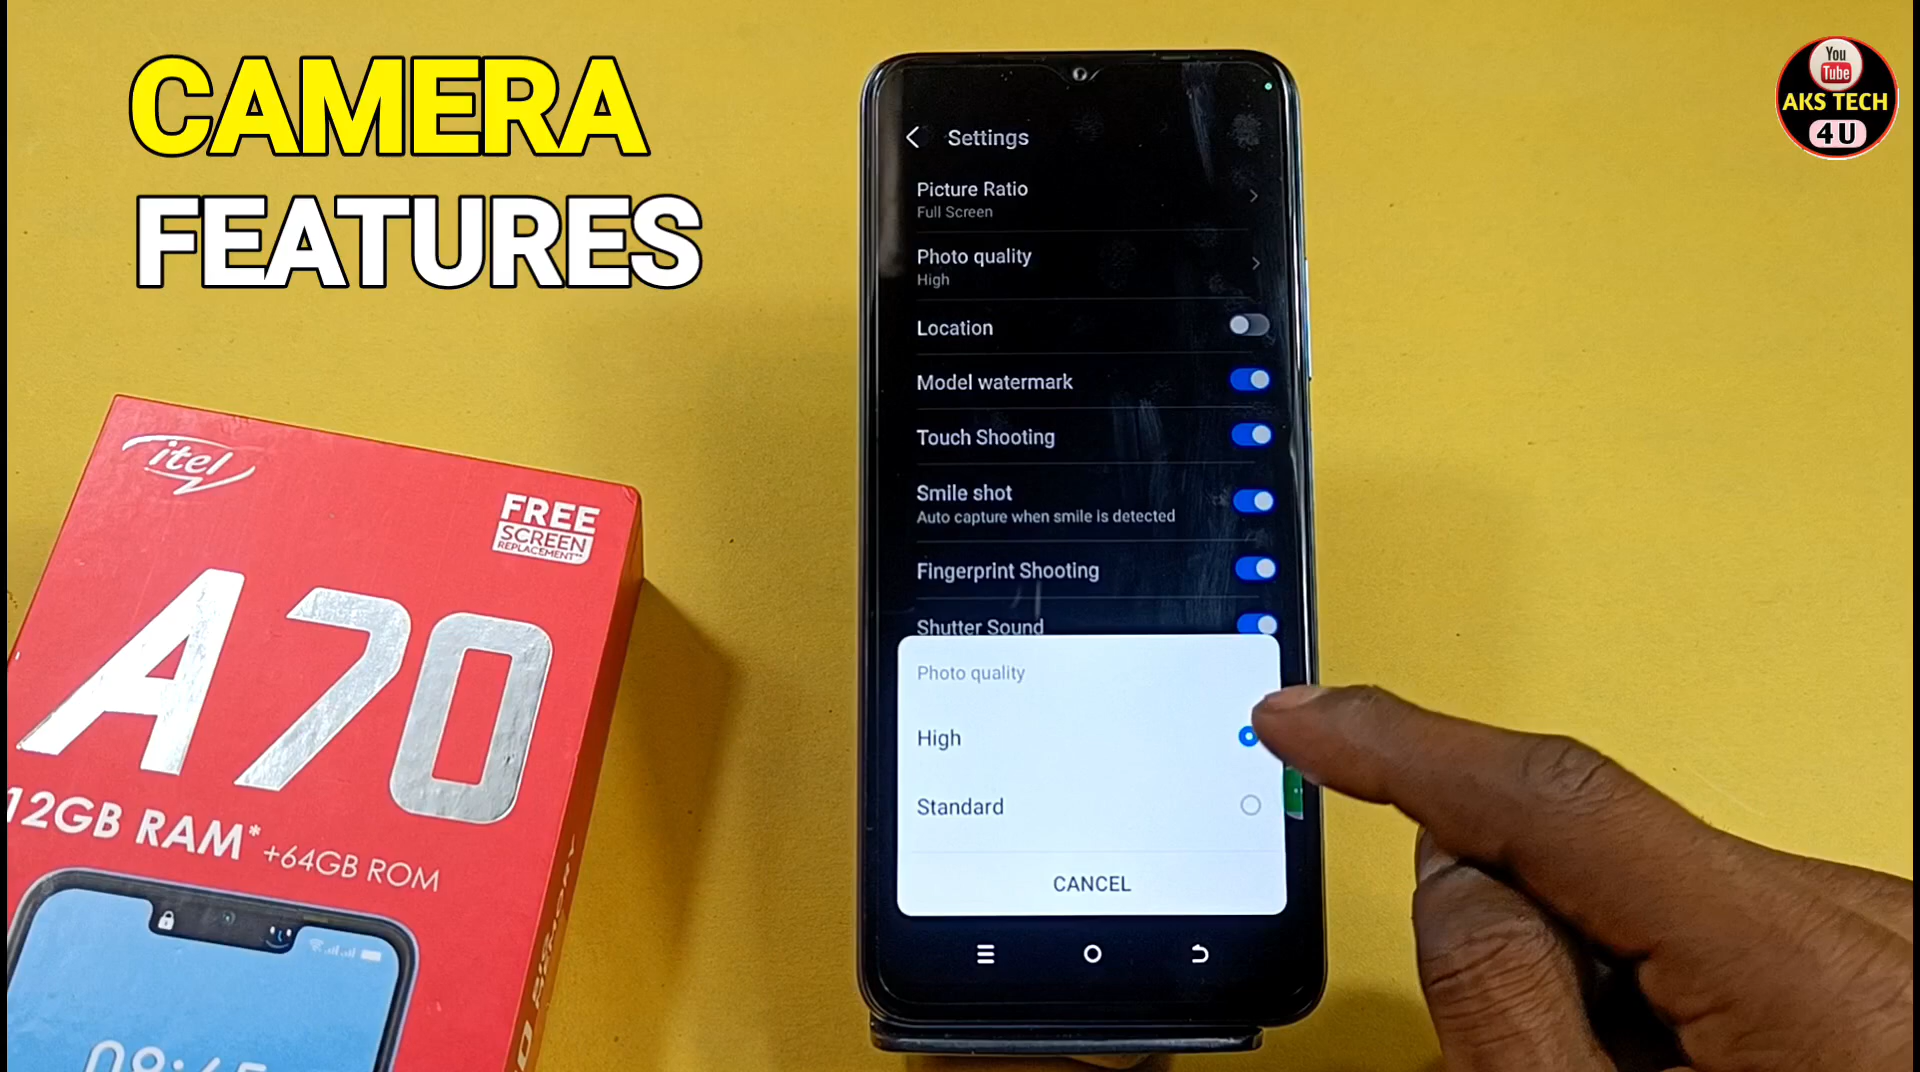 CAMERA
FEATURES
You
Tube
AKS TECH
4 U
Settings
Picture Ratio
Full Screen
Photo quality
High
Location
Model watermark
Touch Shooting
Smile shot
Auto capture when smile is detected
Fingerprint Shooting
Shutter Sound
Photo quality
High
Standard
CANCEL
itel
FREE
SCREEN
REPLACEMENT**
A70
12GB RAM* +64GB ROM